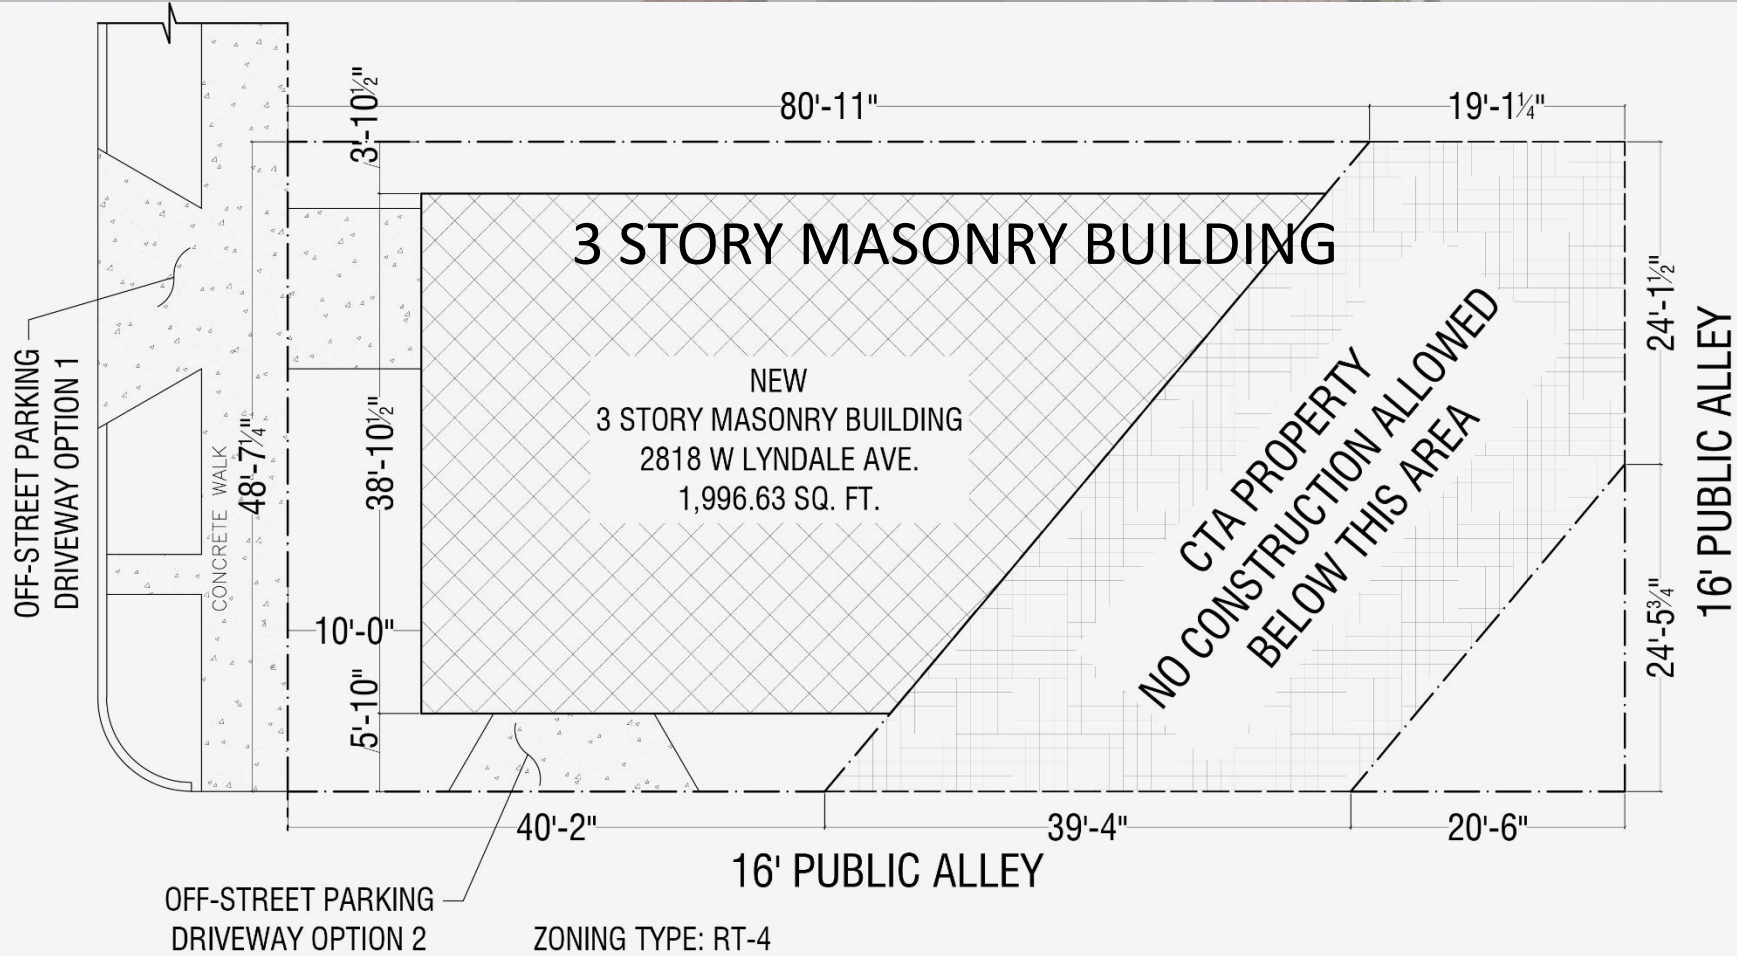 80'-11"
19'-1¼"
3'-10½"
3 STORY MASONRY BUILDING
24'-1½"
OFF-STREET PARKING
DRIVEWAY OPTION 1
NEW
3 STORY MASONRY BUILDING
2818 W LYNDALE AVE.
1,996.63 SQ. FT.
CONCRETE WALK
48'-7¼"
38'-10½"
CTA PROPERTY
NO CONSTRUCTION ALLOWED
BELOW THIS AREA
16' PUBLIC ALLEY
24'-5¾"
10'-0"
5'-10"
40'-2"
39'-4"
20'-6"
16' PUBLIC ALLEY
OFF-STREET PARKING
DRIVEWAY OPTION 2
ZONING TYPE: RT-4